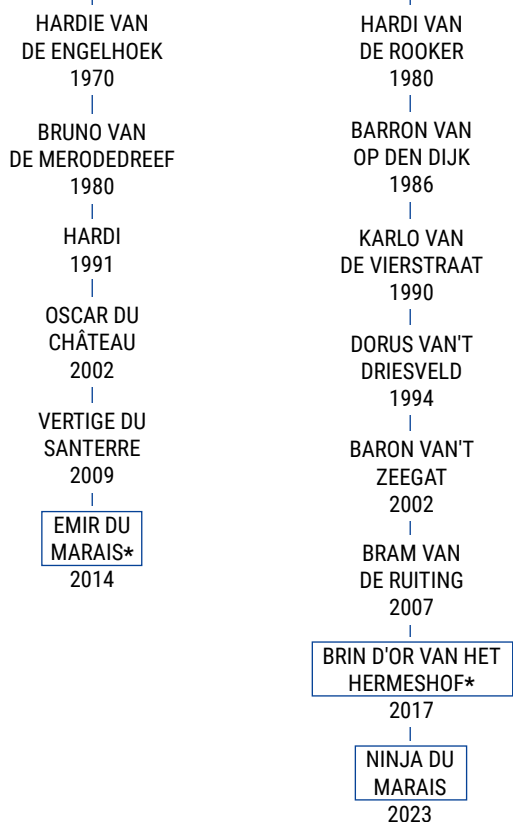 HARDIE VAN
DE ENGELHOEK
1970
BRUNO VAN
DE MERODEDREEF
1980
HARDI
1991
OSCAR DU
CHÂTEAU
2002
VERTIGE DU
SANTERRE
2009
EMIR DU
MARAIS*
2014
HARDI VAN
DE ROOKER
1980
BARRON VAN
OP DEN DIJK
1986
KARLO VAN
DE VIERSTRAAT
1990
DORUS VAN'T
DRIESVELD
1994
BARON VAN'T
ZEEGAT
2002
BRAM VAN
DE RUITING
2007
BRIN D'OR VAN HET
HERMESHOF*
2017
NINJA DU
MARAIS
2023